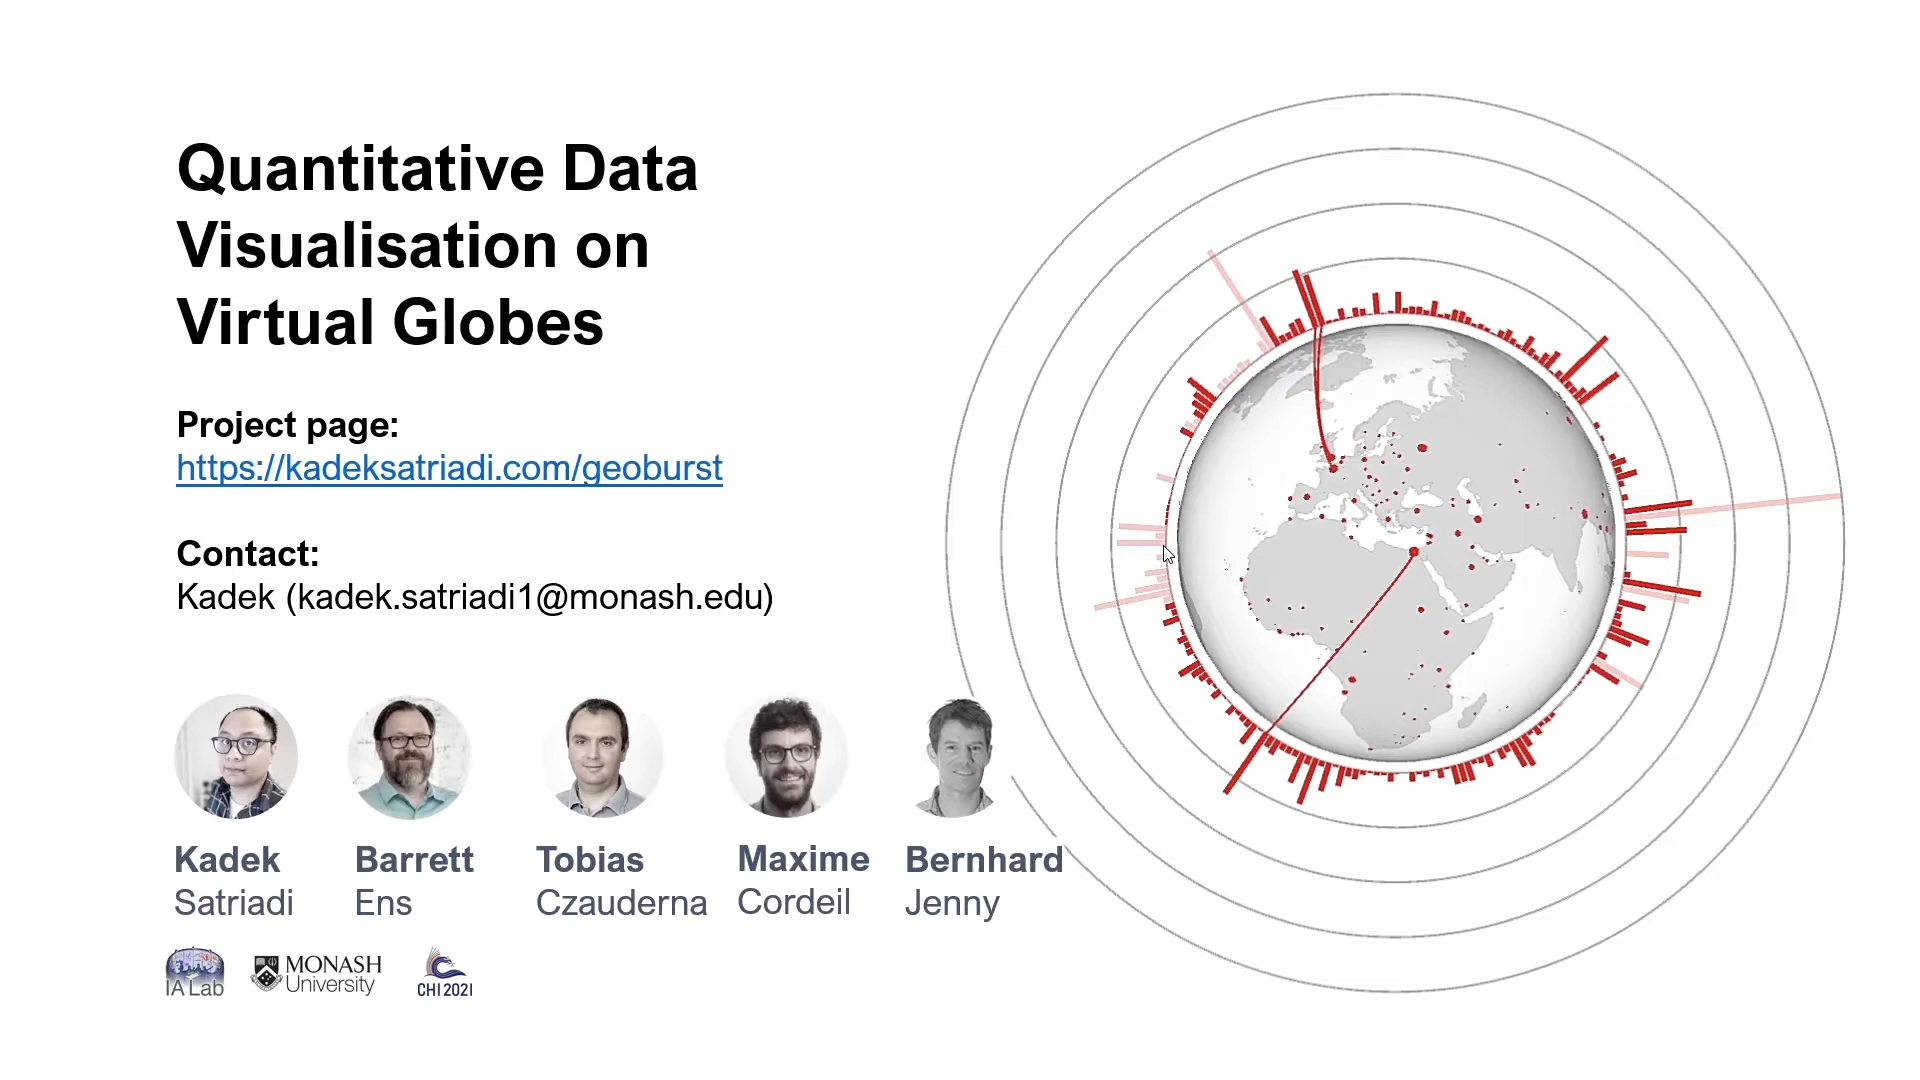 Quantitative Data
Visualisation on
Virtual Globes
Project page:
https://kadeksatriadi.com/geoburst
Contact:
Kadek (kadek.satriadi1@monash.edu)
Kadek
Satriadi
Barrett
Ens
Tobias
Czauderna
Maxime
Cordeil
Bernhard
Jenny
IA Lab
MONASH
University
CHI 2021